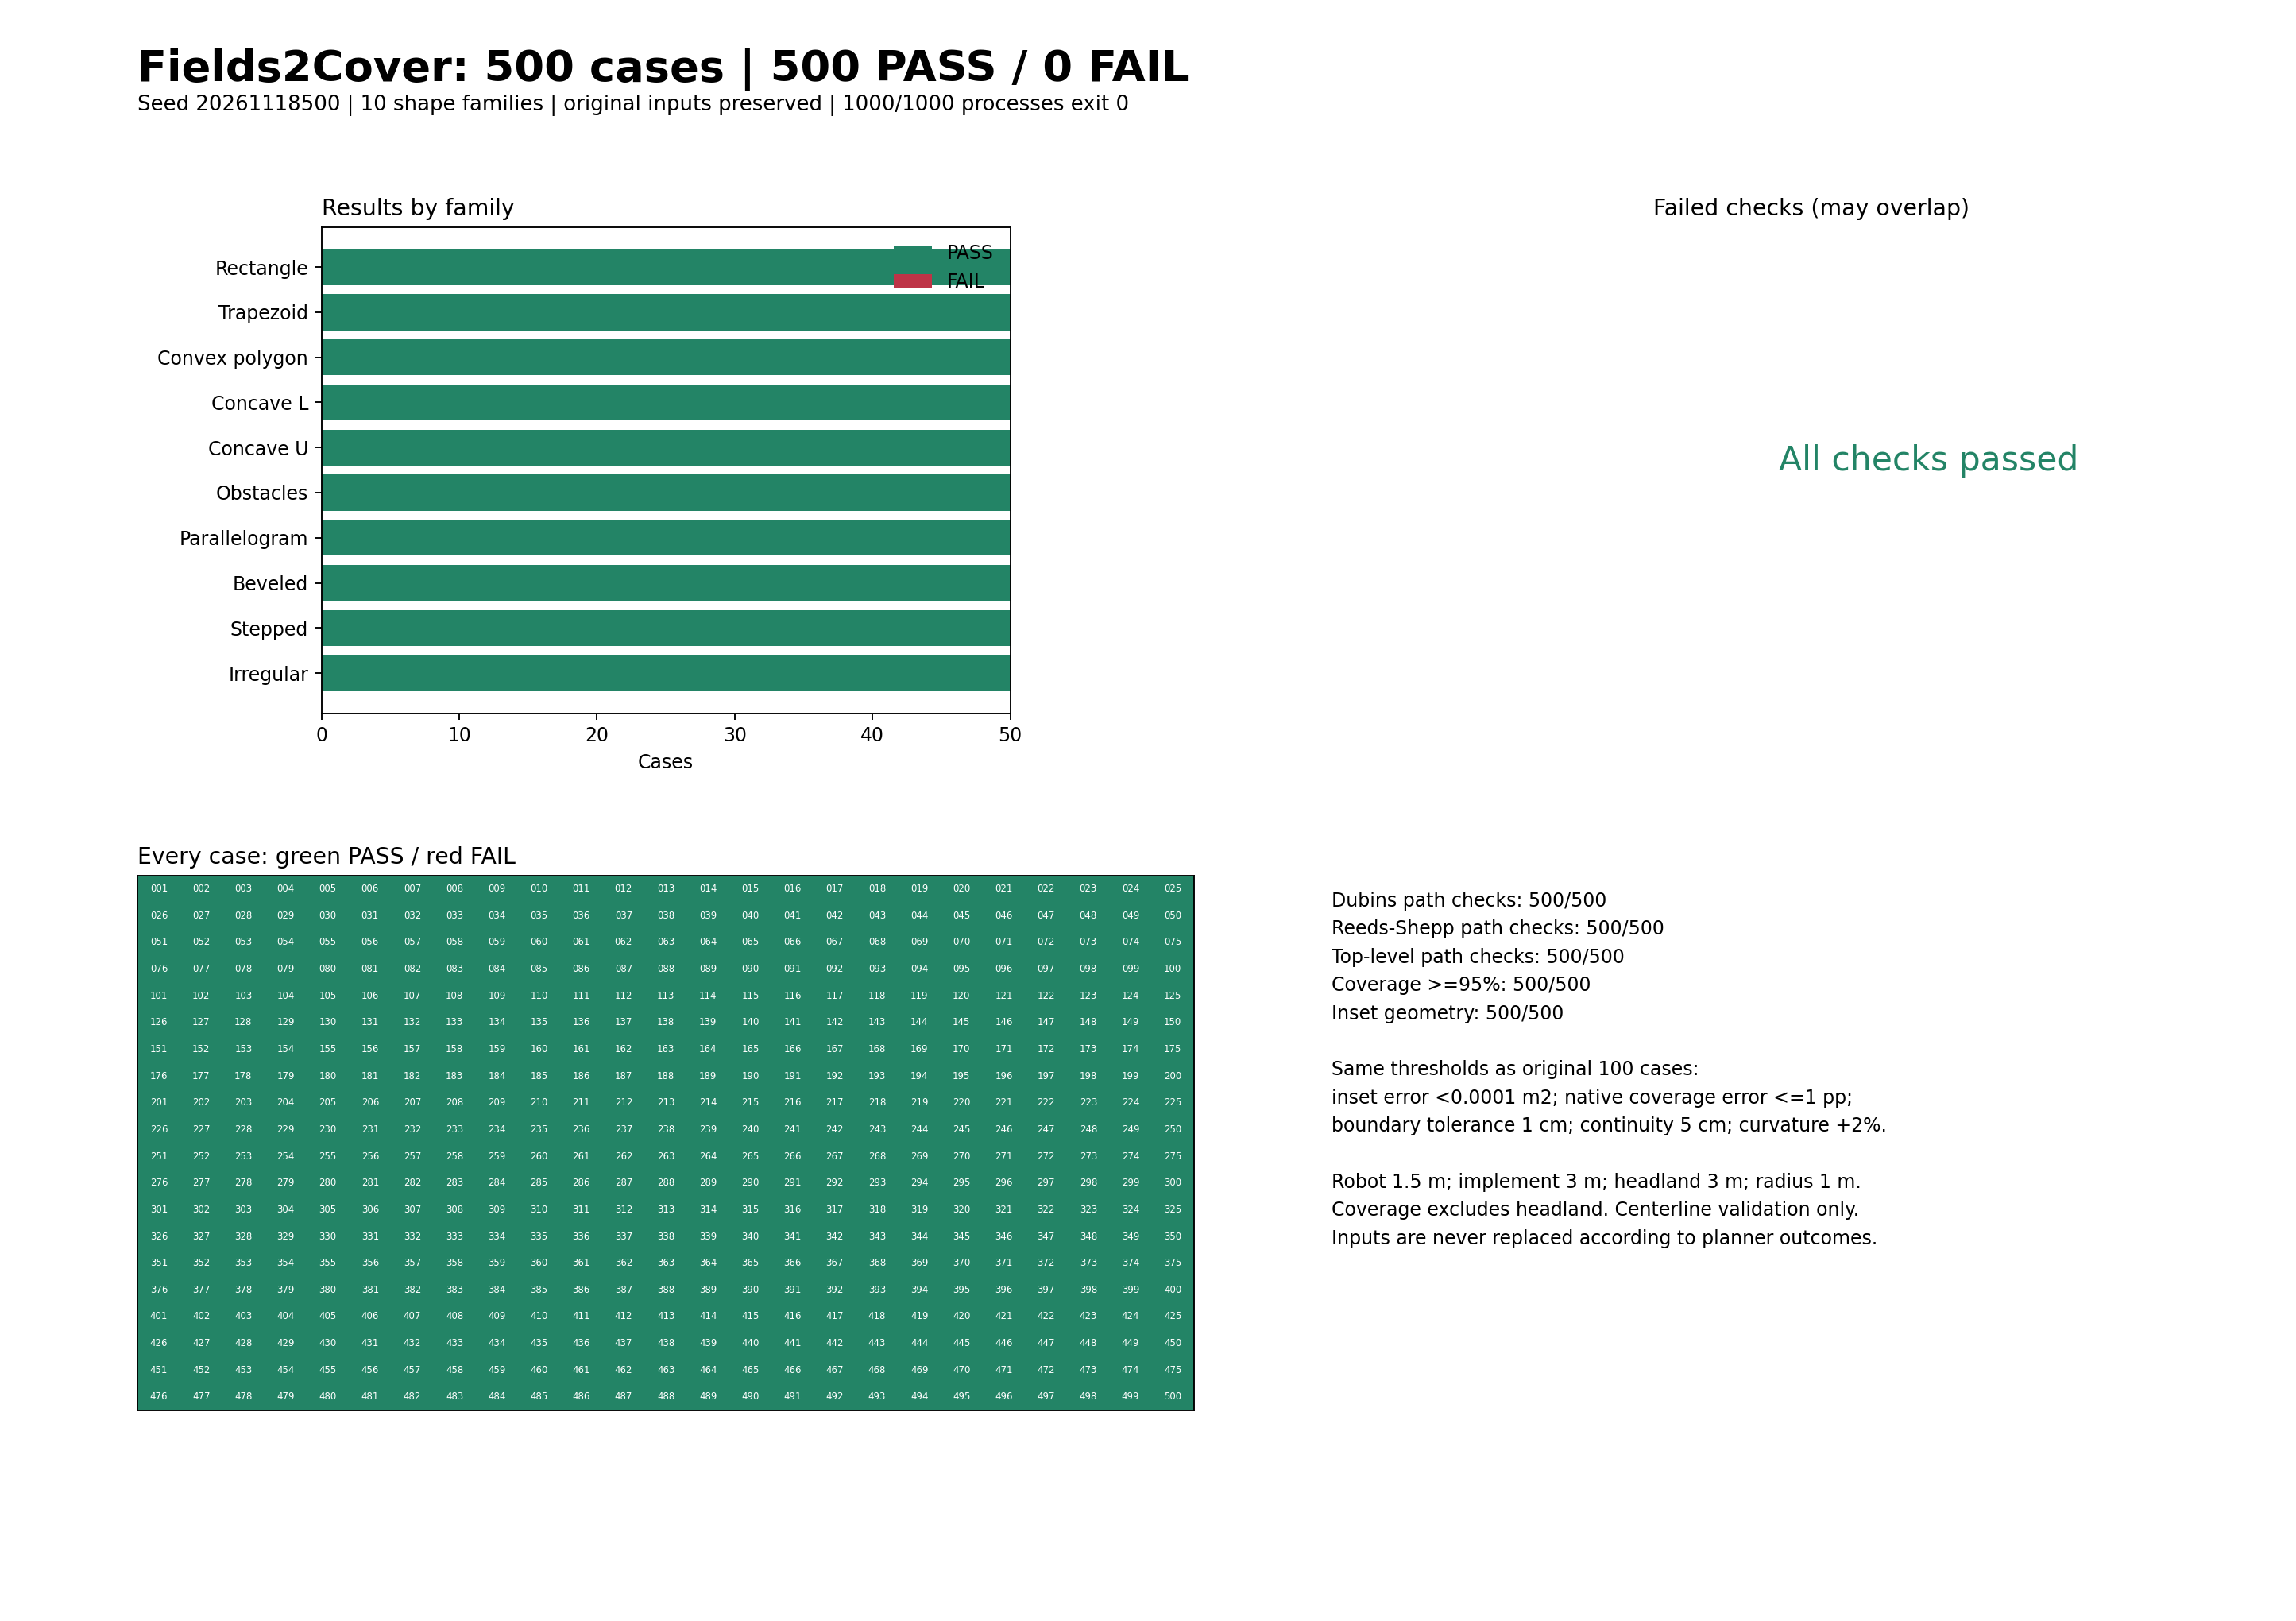 Fields2Cover: 500 cases | 500 PASS / 0 FAIL
Seed 20261118500 | 10 shape families | original inputs preserved | 1000/1000 processes exit 0
Results by family
PASS
FAIL
Rectangle
Trapezoid
Convex polygon
Concave L
Concave U
Obstacles
Parallelogram
Beveled
Stepped
Irregular
0 10 20 30 40 50
Cases
Failed checks (may overlap)
All checks passed
Every case: green PASS / red FAIL
001 002 003 004 005 006 007 008 009 010 011 012 013 014 015 016 017 018 019 020 021 022 023 024 025
026 027 028 029 030 031 032 033 034 035 036 037 038 039 040 041 042 043 044 045 046 047 048 049 050
051 052 053 054 055 056 057 058 059 060 061 062 063 064 065 066 067 068 069 070 071 072 073 074 075
076 077 078 079 080 081 082 083 084 085 086 087 088 089 090 091 092 093 094 095 096 097 098 099 100
101 102 103 104 105 106 107 108 109 110 111 112 113 114 115 116 117 118 119 120 121 122 123 124 125
126 127 128 129 130 131 132 133 134 135 136 137 138 139 140 141 142 143 144 145 146 147 148 149 150
151 152 153 154 155 156 157 158 159 160 161 162 163 164 165 166 167 168 169 170 171 172 173 174 175
176 177 178 179 180 181 182 183 184 185 186 187 188 189 190 191 192 193 194 195 196 197 198 199 200
201 202 203 204 205 206 207 208 209 210 211 212 213 214 215 216 217 218 219 220 221 222 223 224 225
226 227 228 229 230 231 232 233 234 235 236 237 238 239 240 241 242 243 244 245 246 247 248 249 250
251 252 253 254 255 256 257 258 259 260 261 262 263 264 265 266 267 268 269 270 271 272 273 274 275
276 277 278 279 280 281 282 283 284 285 286 287 288 289 290 291 292 293 294 295 296 297 298 299 300
301 302 303 304 305 306 307 308 309 310 311 312 313 314 315 316 317 318 319 320 321 322 323 324 325
326 327 328 329 330 331 332 333 334 335 336 337 338 339 340 341 342 343 344 345 346 347 348 349 350
351 352 353 354 355 356 357 358 359 360 361 362 363 364 365 366 367 368 369 370 371 372 373 374 375
376 377 378 379 380 381 382 383 384 385 386 387 388 389 390 391 392 393 394 395 396 397 398 399 400
401 402 403 404 405 406 407 408 409 410 411 412 413 414 415 416 417 418 419 420 421 422 423 424 425
426 427 428 429 430 431 432 433 434 435 436 437 438 439 440 441 442 443 444 445 446 447 448 449 450
451 452 453 454 455 456 457 458 459 460 461 462 463 464 465 466 467 468 469 470 471 472 473 474 475
476 477 478 479 480 481 482 483 484 485 486 487 488 489 490 491 492 493 494 495 496 497 498 499 500
Dubins path checks: 500/500
Reeds-Shepp path checks: 500/500
Top-level path checks: 500/500
Coverage >=95%: 500/500
Inset geometry: 500/500
Same thresholds as original 100 cases:
inset error <0.0001 m2; native coverage error <=1 pp;
boundary tolerance 1 cm; continuity 5 cm; curvature +2%.
Robot 1.5 m; implement 3 m; headland 3 m; radius 1 m.
Coverage excludes headland. Centerline validation only.
Inputs are never replaced according to planner outcomes.